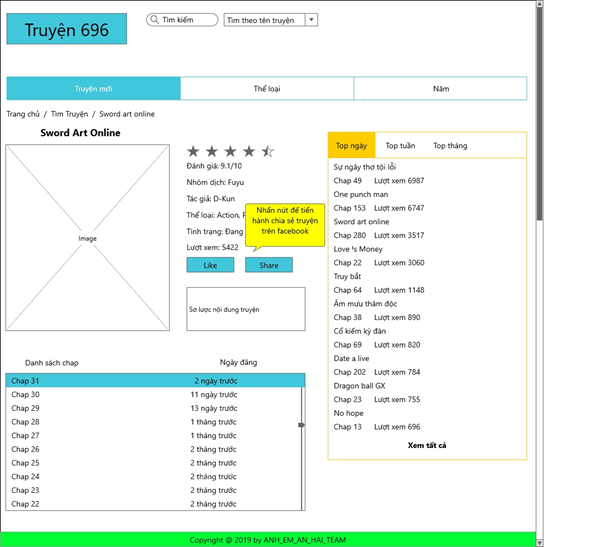 Truyện 696
Tìm kiếm
Tìm theo tên truyện
Truyện mới
Thể loại
Năm
Trang chủ / Tìm Truyện / Sword art online
Sword Art Online
Image
Đánh giá: 9.1/10
Nhóm dịch: Fuyu
Tác giả: D-Kun
Thể loại: Action,
Tình trạng: Đang
Lượt xem: 5422
Nhấn nút để tiến
hành chia sẻ truyện
trên facebook
Like
Share
Sơ lược nội dung truyện
Top ngày
Top tuần
Top tháng
Sự ngây thơ tội lỗi
Chap 49 Lượt xem 6987
One punch man
Chap 153 Lượt xem 6747
Sword art online
Chap 280 Lượt xem 3517
Love !s Money
Chap 22 Lượt xem 3060
Truy bắt
Chap 64 Lượt xem 1148
Âm mưu thâm độc
Chap 38 Lượt xem 890
Cổ kiếm kỳ đàn
Chap 69 Lượt xem 820
Date a live
Chap 202 Lượt xem 784
Dragon ball GX
Chap 23 Lượt xem 755
No hope
Chap 13 Lượt xem 696
Xem tất cả
Danh sách chap Ngày đăng
Chap 31 2 ngày trước
Chap 30 11 ngày trước
Chap 29 13 ngày trước
Chap 28 1 tháng trước
Chap 27 1 tháng trước
Chap 26 2 tháng trước
Chap 25 2 tháng trước
Chap 24 2 tháng trước
Chap 23 2 tháng trước
Chap 22 2 tháng trước
Copyright @ 2019 by ANH_EM_AN_HAI_TEAM